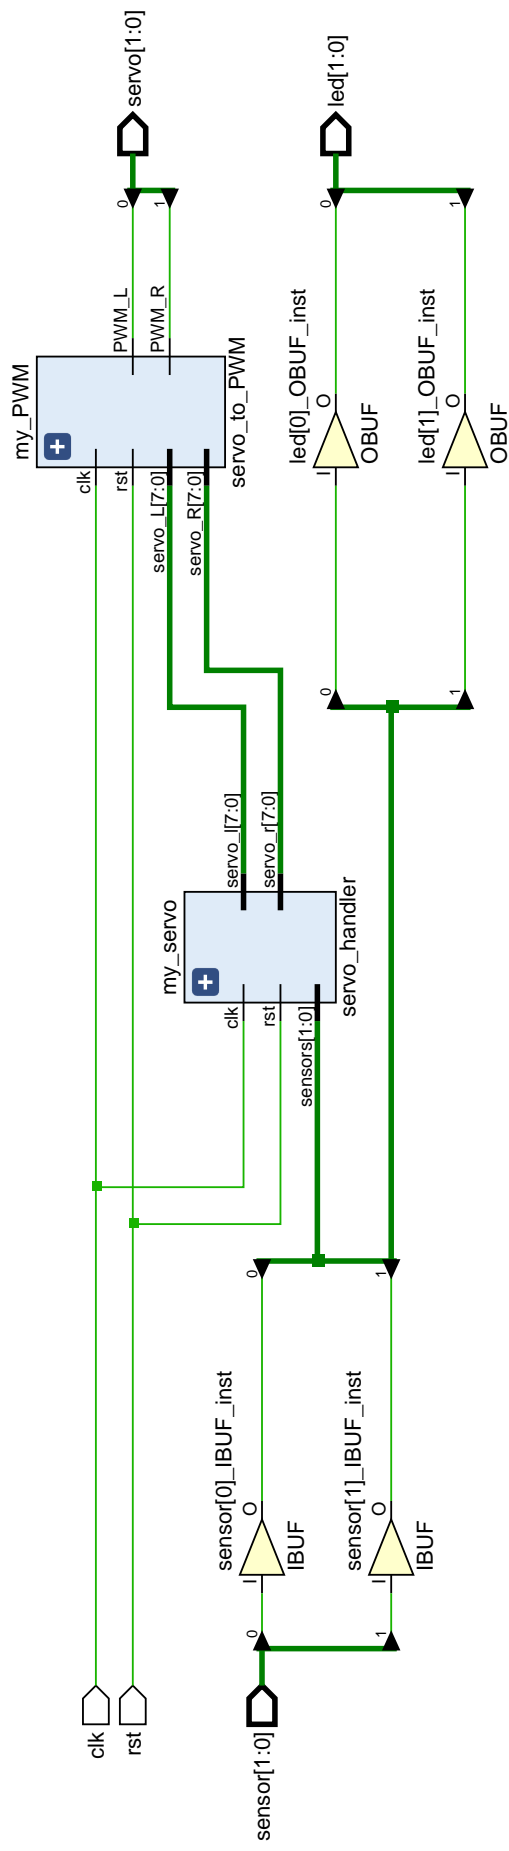 clk
rst
sensor[1:0]
0
1
sensor[0]_IBUF_inst
I
O
IBUF
sensor[1]_IBUF_inst
I
O
IBUF
0
1
my_servo
clk
rst
sensors[1:0]
servo_l[7:0]
servo_r[7:0]
servo_handler
my_PWM
clk
rst
servo_L[7:0]
servo_R[7:0]
PWM_L
PWM_R
servo_to_PWM
0
1
servo[1:0]
0
1
led[0]_OBUF_inst
I
O
OBUF
led[1]_OBUF_inst
I
O
OBUF
0
1
led[1:0]